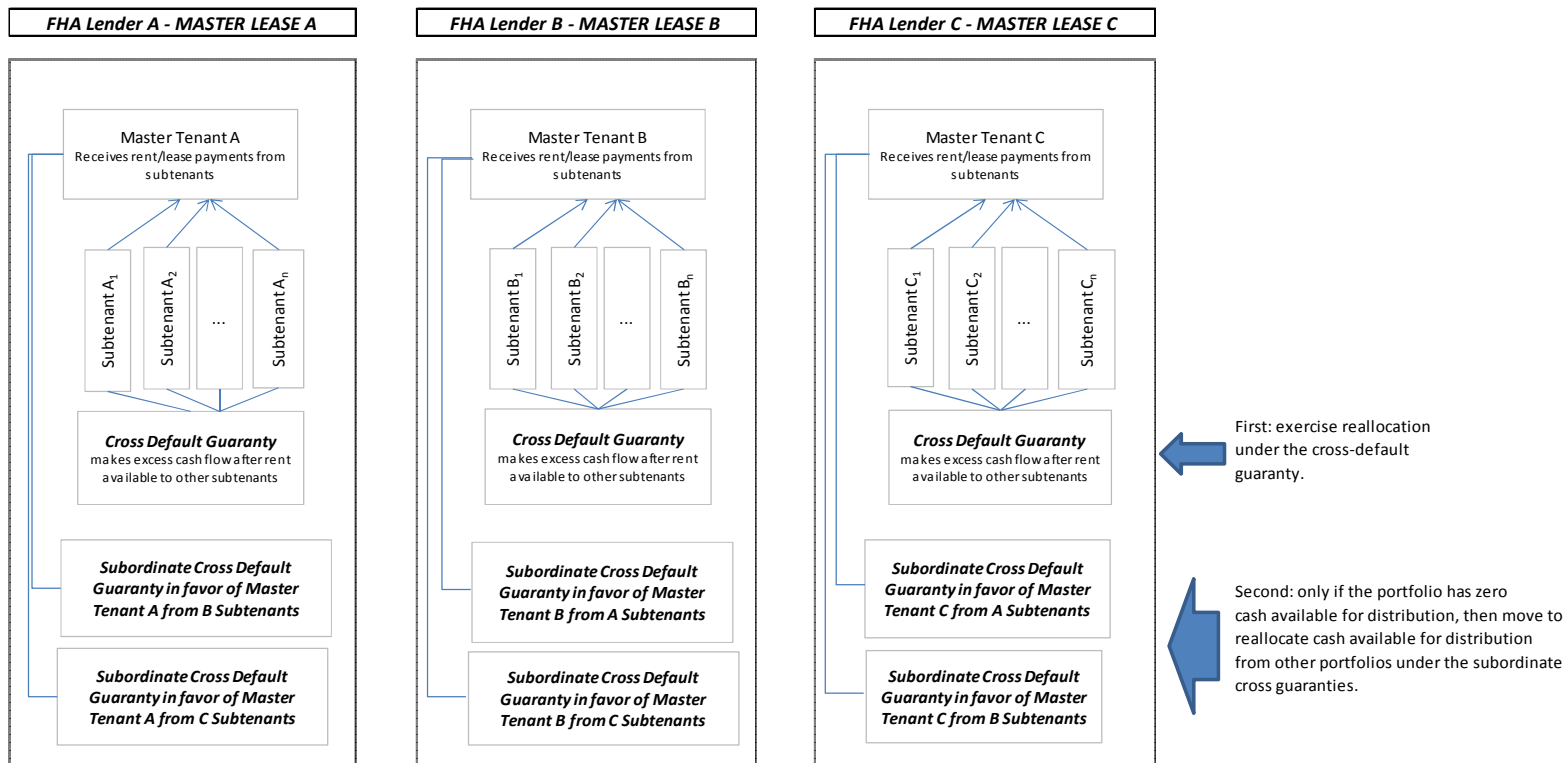 FHA Lender A - MASTER LEASE A
Master Tenant A
Receives rent/lease payments from
subtenants
Subtenant A1
Subtenant A2
...
Subtenant An
Cross Default Guaranty
makes excess cash flow after rent
available to other subtenants
Subordinate Cross Default
Guaranty in favor of Master
Tenant A from B Subtenants
Subordinate Cross Default
Guaranty in favor of Master
Tenant A from C Subtenants
FHA Lender B - MASTER LEASE B
Master Tenant B
Receives rent/lease payments from
subtenants
Subtenant B1
Subtenant B2
...
Subtenant Bn
Cross Default Guaranty
makes excess cash flow after rent
available to other subtenants
Subordinate Cross Default
Guaranty in favor of Master
Tenant B from A Subtenants
Subordinate Cross Default
Guaranty in favor of Master
Tenant B from C Subtenants
FHA Lender C - MASTER LEASE C
Master Tenant C
Receives rent/lease payments from
subtenants
Subtenant C1
Subtenant C2
...
Subtenant Cn
Cross Default Guaranty
makes excess cash flow after rent
available to other subtenants
Subordinate Cross Default
Guaranty in favor of Master
Tenant C from A Subtenants
Subordinate Cross Default
Guaranty in favor of Master
Tenant C from B Subtenants
First: exercise reallocation
under the cross-default
guaranty.
Second: only if the portfolio has zero
cash available for distribution, then move to
reallocate cash available for distribution
from other portfolios under the subordinate
cross guaranties.